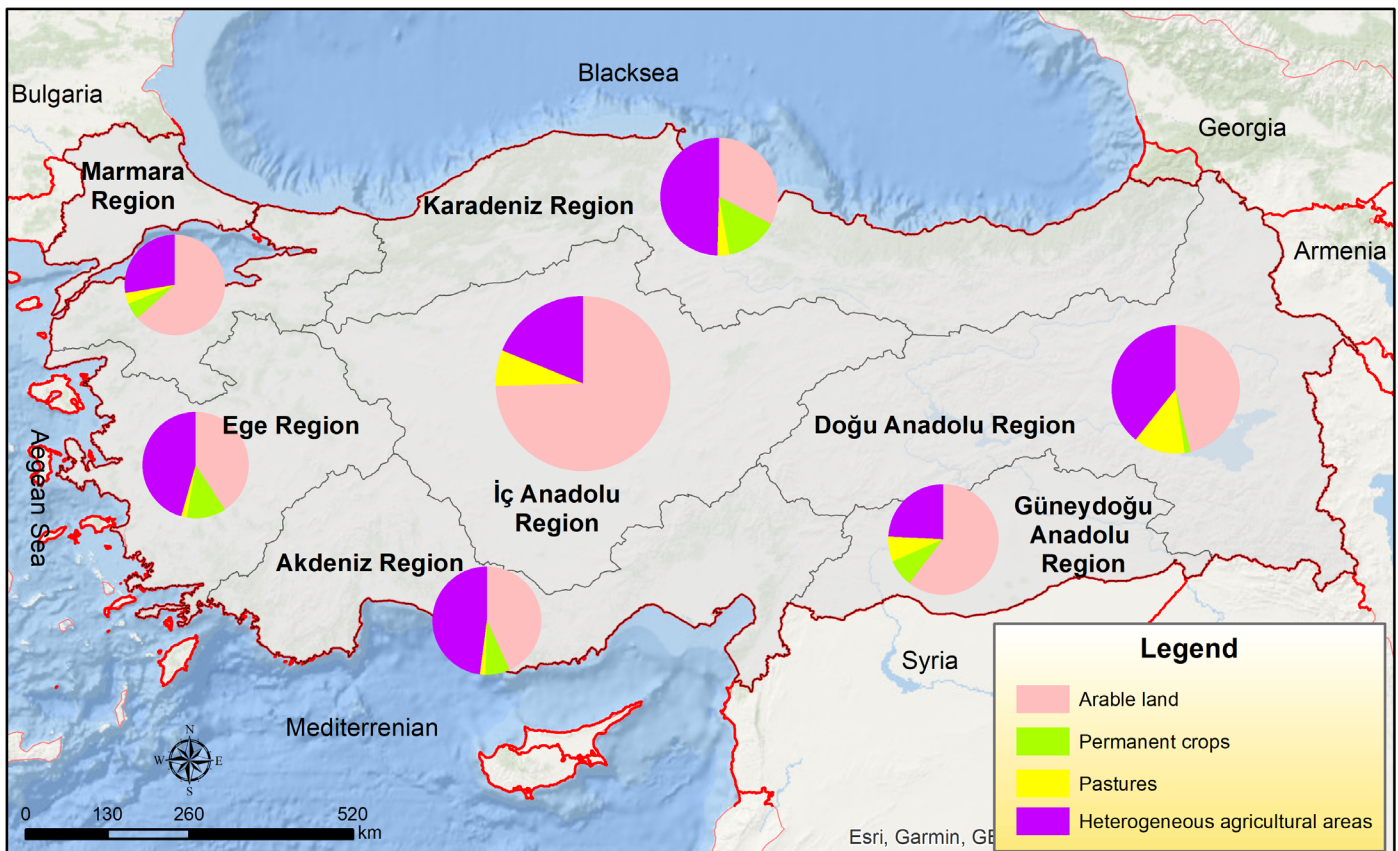 Blacksea
Bulgaria
Georgia
Marmara
Region
Karadeniz Region
Armenia
Ege Region
Doğu Anadolu Region
Aegean Sea
İç Anadolu
Region
Güneydoğu
Anadolu
Region
Akdeniz Region
Syria
Mediterrenian
N
W
E
S
0
130
260
520
km
Esri, Garmin, GE
Legend
Arable land
Permanent crops
Pastures
Heterogeneous agricultural areas